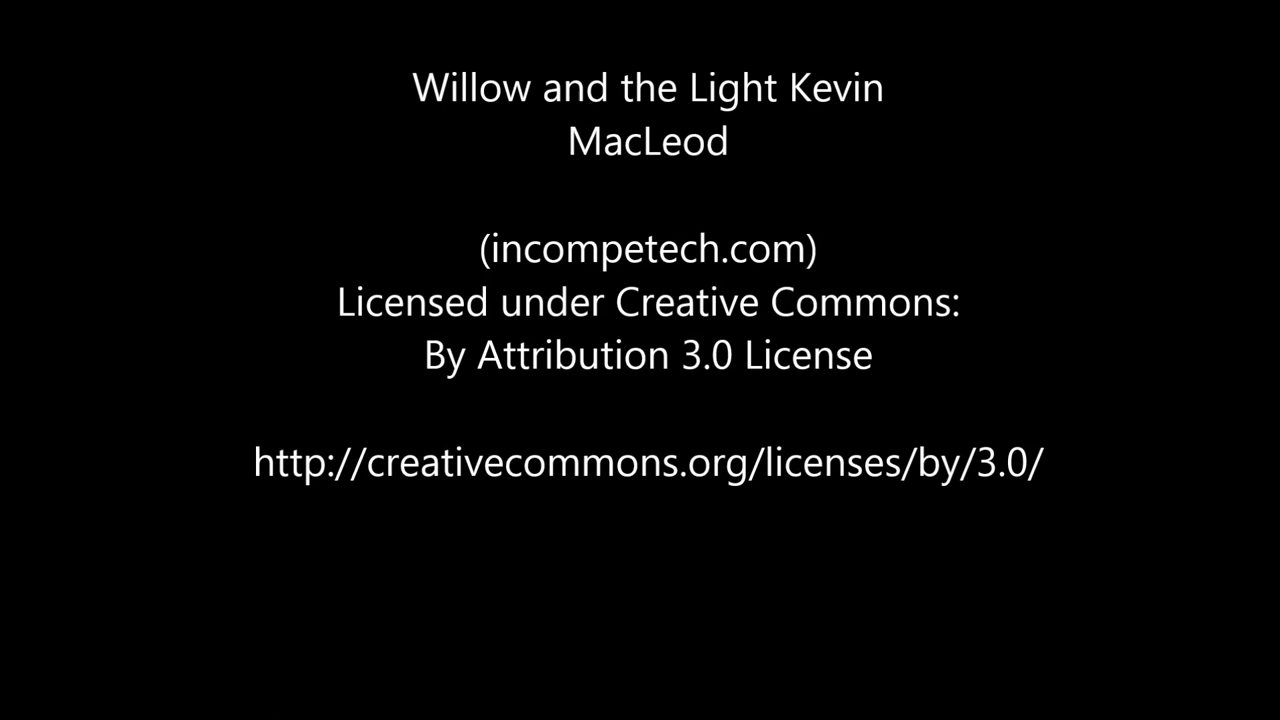 Willow and the Light Kevin
MacLeod
(incompetech.com)
Licensed under Creative Commons:
By Attribution 3.0 License
http://creativecommons.org/licenses/by/3.0/